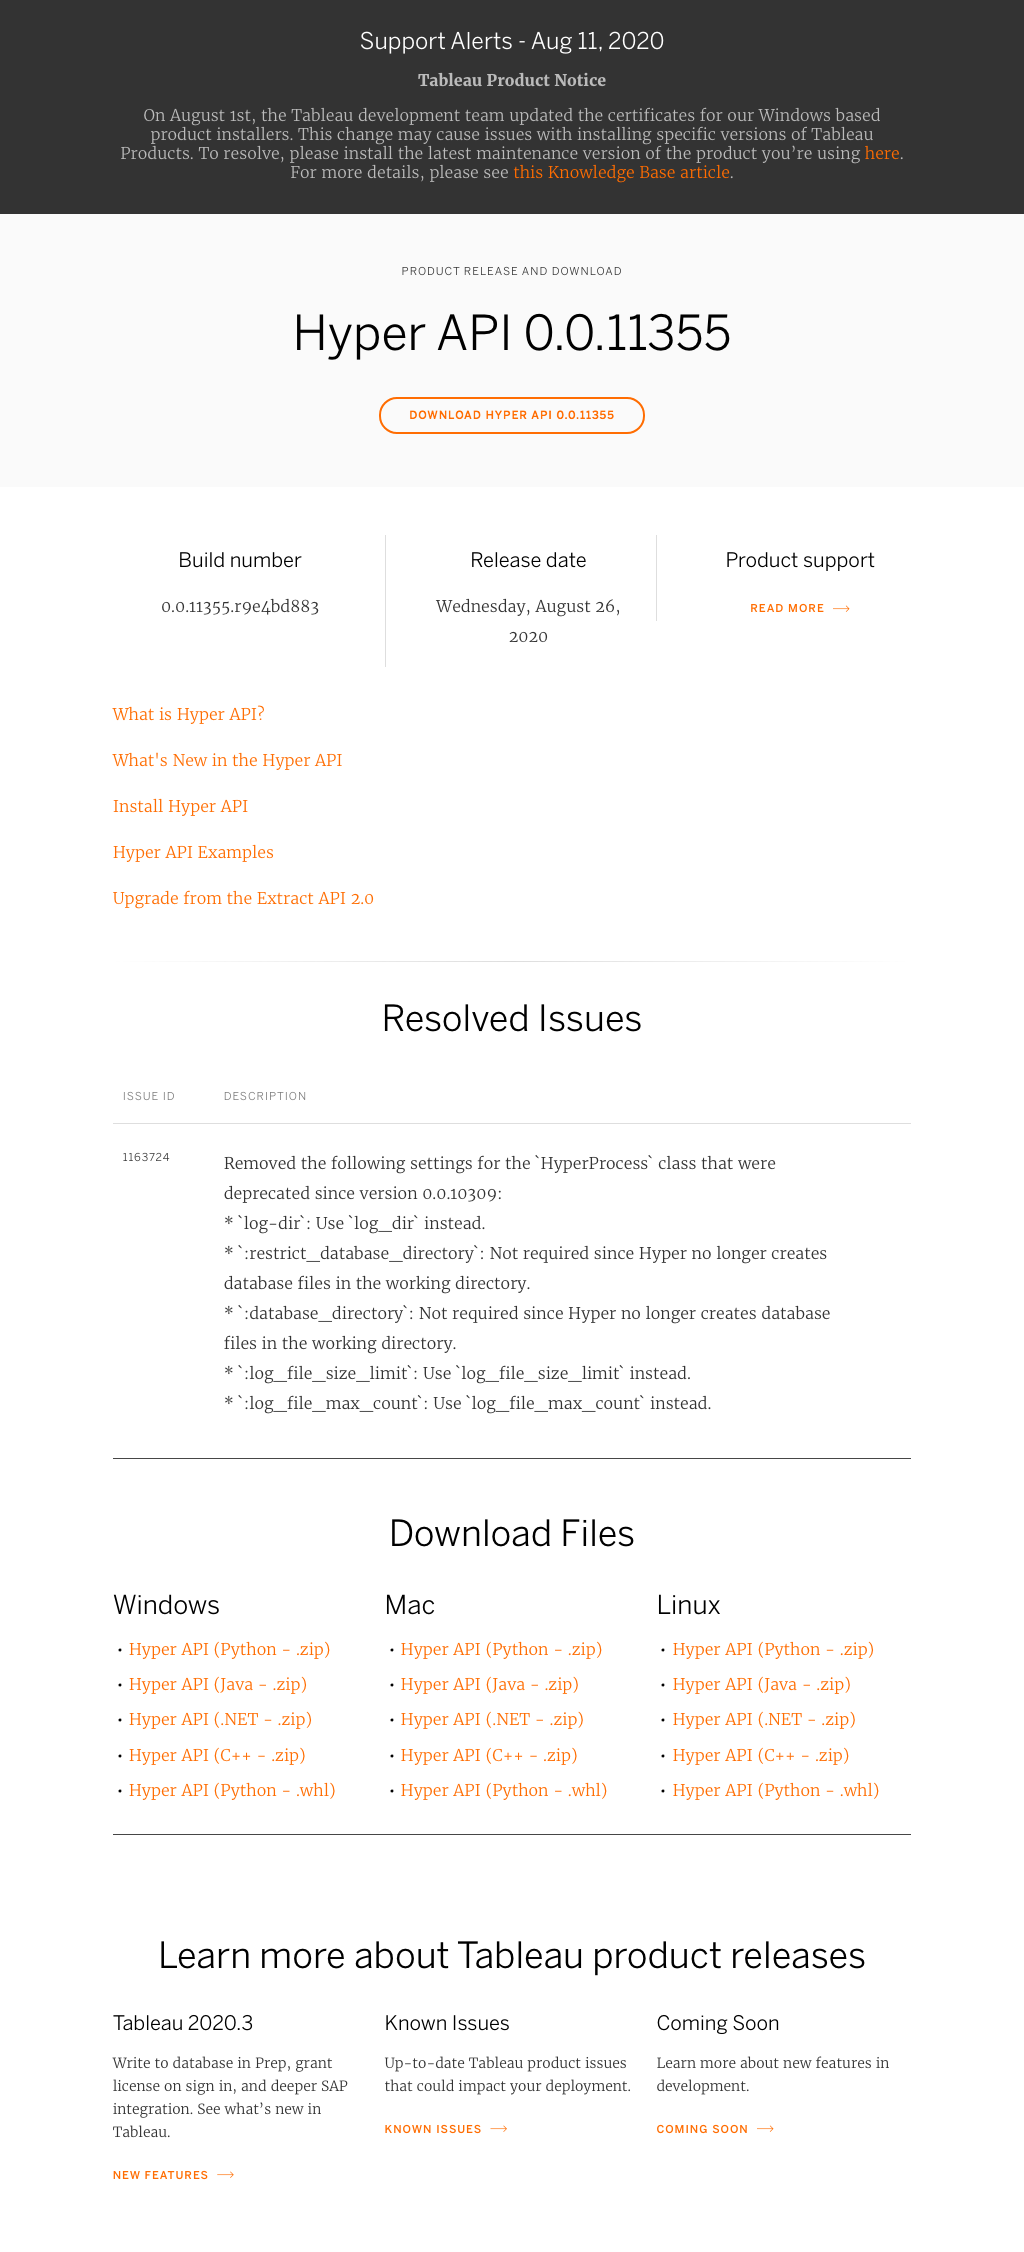 Support Alerts - Aug 11, 2020
Tableau Product Notice
On August 1st, the Tableau development team updated the certificates for our Windows based
product installers. This change may cause issues with installing specific versions of Tableau
Products. To resolve, please install the latest maintenance version of the product you’re using here.
For more details, please see this Knowledge Base article.
PRODUCT RELEASE AND DOWNLOAD
Hyper API 0.0.11355
DOWNLOAD HYPER API 0.0.11355
Build number
0.0.11355.r9e4bd883
Release date
Wednesday, August 26,
2020
Product support
READ MORE
What is Hyper API?
What's New in the Hyper API
Install Hyper API
Hyper API Examples
Upgrade from the Extract API 2.0
Resolved Issues
ISSUE ID DESCRIPTION
1163724
Removed the following settings for the `HyperProcess` class that were
deprecated since version 0.0.10309:
* `log-dir`: Use `log_dir` instead.
* `:restrict_database_directory`: Not required since Hyper no longer creates
database files in the working directory.
* `:database_directory`: Not required since Hyper no longer creates database
files in the working directory.
* `:log_file_size_limit`: Use `log_file_size_limit` instead.
* `:log_file_max_count`: Use `log_file_max_count` instead.
Download Files
Windows
• Hyper API (Python - .zip)
• Hyper API (Java - .zip)
• Hyper API (.NET - .zip)
• Hyper API (C++ - .zip)
• Hyper API (Python - .whl)
Mac
• Hyper API (Python - .zip)
• Hyper API (Java - .zip)
• Hyper API (.NET - .zip)
• Hyper API (C++ - .zip)
• Hyper API (Python - .whl)
Linux
• Hyper API (Python - .zip)
• Hyper API (Java - .zip)
• Hyper API (.NET - .zip)
• Hyper API (C++ - .zip)
• Hyper API (Python - .whl)
Learn more about Tableau product releases
Tableau 2020.3
Write to database in Prep, grant
license on sign in, and deeper SAP
integration. See what’s new in
Tableau.
NEW FEATURES
Known Issues
Up-to-date Tableau product issues
that could impact your deployment.
KNOWN ISSUES
Coming Soon
Learn more about new features in
development.
COMING SOON